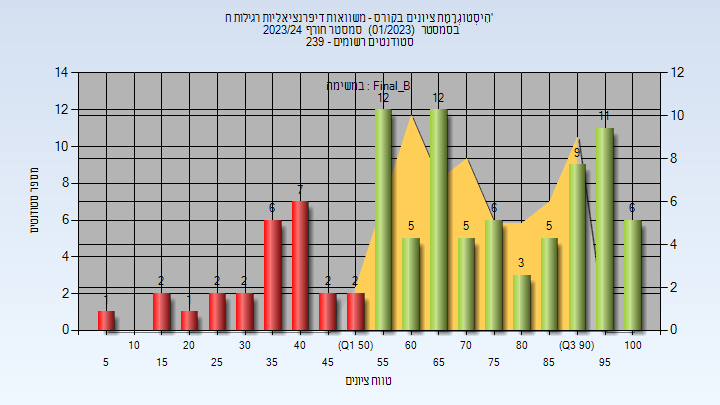 הִיסְטוֹגְרָמַת ציונים בקורס - משוואות דיפרנציאליות רגילות ח'
בסמסטר (01/2023) סמסטר חורף 2023/24
סטודנטים רשומים - 239
במשימה : Final_B
מספר סטודנטים
14 12 10 8 6 4 2 0
12 10 8 6 4 2 0
1 2 1 2 2 6 7 2 2 12 5 12 5 6 3 5 9 11 6
10 20 30 40 (Q1 50) 60 70 80 (Q3 90) 100
5 15 25 35 45 55 65 75 85 95
טווח ציונים